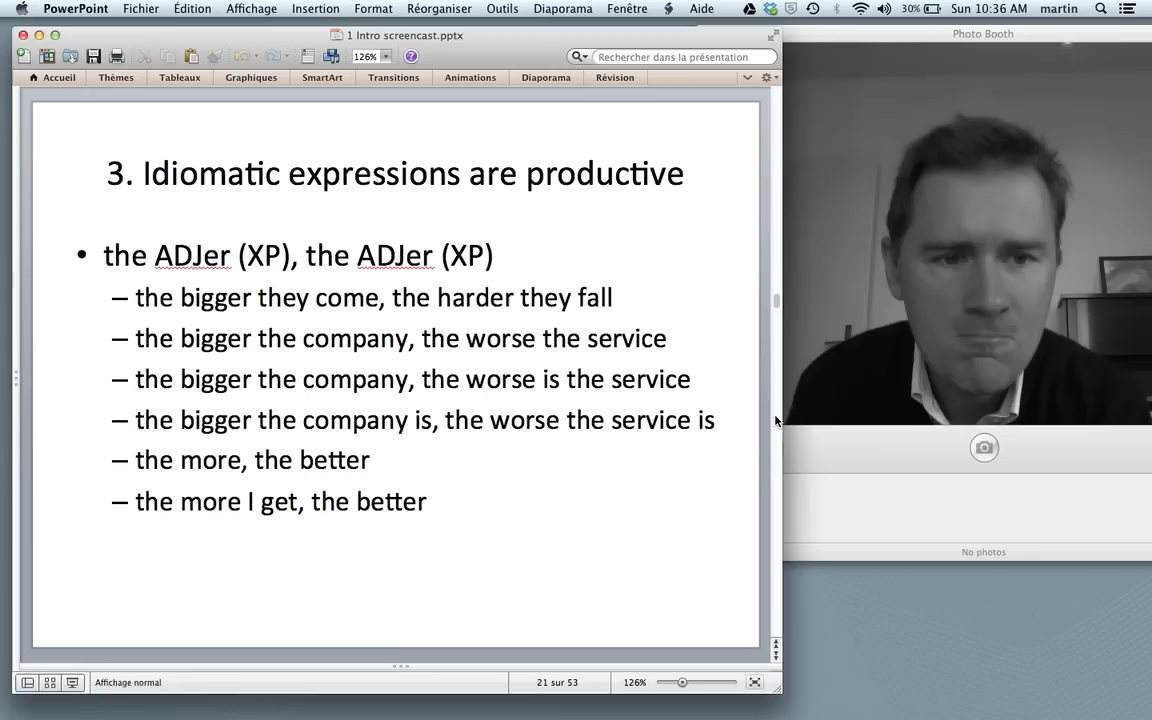 PowerPoint Fichier Édition Affichage Insertion Format Réorganiser Outils Diaporama Fenêtre Aide 30% Sun 10:36 AM martin
1 Intro screencast.pptx
Photo Booth
126% Rechercher dans la présentation
Accueil Thèmes Tableaux Graphiques SmartArt Transitions Animations Diaporama Révision
3. Idiomatic expressions are productive
• the ADJer (XP), the ADJer (XP)
– the bigger they come, the harder they fall
– the bigger the company, the worse the service
– the bigger the company, the worse is the service
– the bigger the company is, the worse the service is
– the more, the better
– the more I get, the better
No photos
Affichage normal 21 sur 53 126%